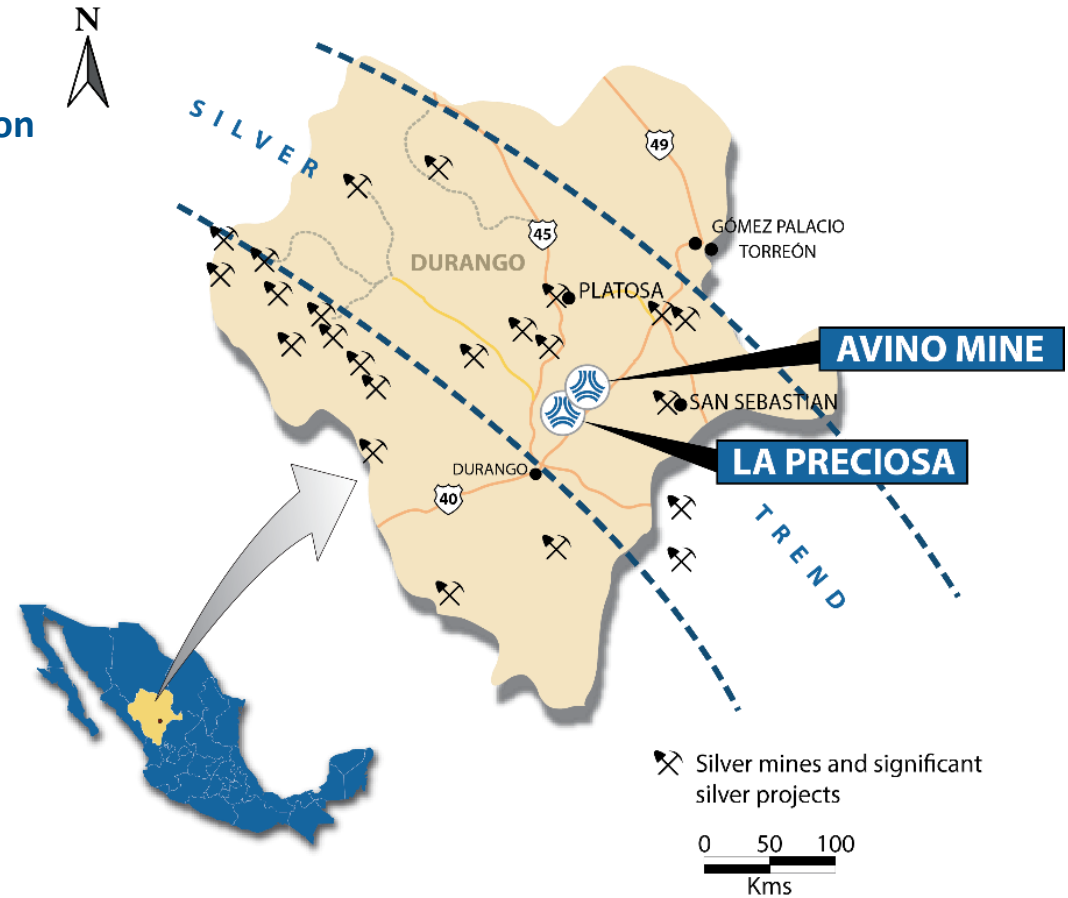 N
on
SILVER
49
GÓMEZ PALACIO
TORREÓN
45
DURANGO
PLATOSA
AVINO MINE
SAN SEBASTIAN
LA PRECIOSA
DURANGO
40
TREND
Silver mines and significant
silver projects
0 50 100
Kms